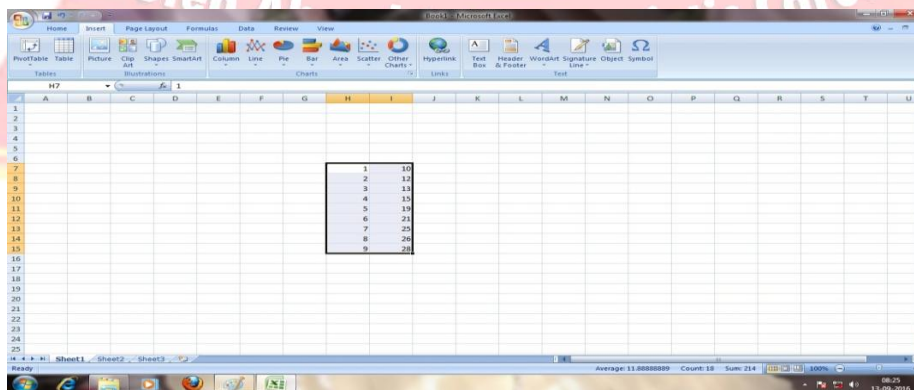 Book1 - Microsoft Excel
Home Insert Page Layout Formulas Data Review View
PivotTable Table Picture Clip Art Shapes SmartArt Column Line Pie Bar Area Scatter Other Charts Hyperlink Text Box Header & Footer WordArt Signature Line Object Symbol
Tables Illustrations Charts Links Text
H7 fx 1
A B C D E F G H I J K L M N O P Q R S T U
1
2
3
4
5
6
7 1 10
8 2 12
9 3 13
10 4 15
11 5 19
12 6 21
13 7 25
14 8 26
15 9 28
16
17
18
19
20
21
22
23
24
25
Sheet1 Sheet2 Sheet3
Ready Average: 11.88888889 Count: 18 Sum: 214 100%
08:25
13-09-2016